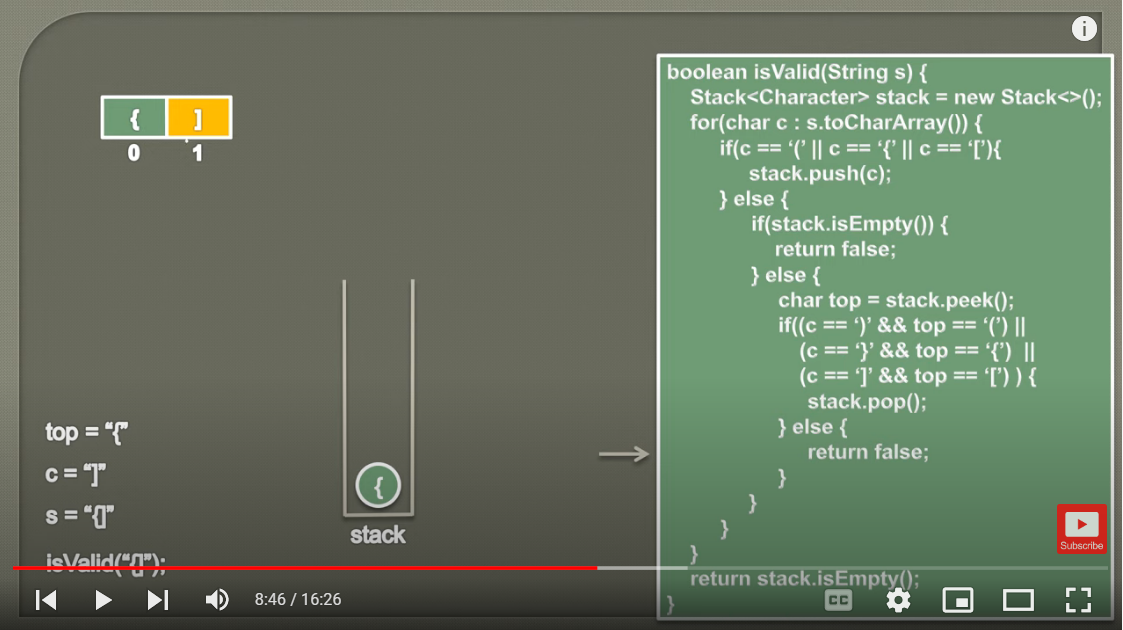 { ]
0 1
top = “{”
c = “]”
s = “{]”
isValid(“{]”);
{
stack
boolean isValid(String s) {
Stack<Character> stack = new Stack<>();
for(char c : s.toCharArray()) {
if(c == ‘(’ || c == ‘{’ || c == ‘[’){
stack.push(c);
} else {
if(stack.isEmpty()) {
return false;
} else {
char top = stack.peek();
if((c == ‘)’ && top == ‘(’) ||
(c == ‘}’ && top == ‘{’) ||
(c == ‘]’ && top == ‘[’) ) {
stack.pop();
} else {
return false;
}
}
}
}
return stack.isEmpty();
}
Subscribe
8:46 / 16:26
CC
i